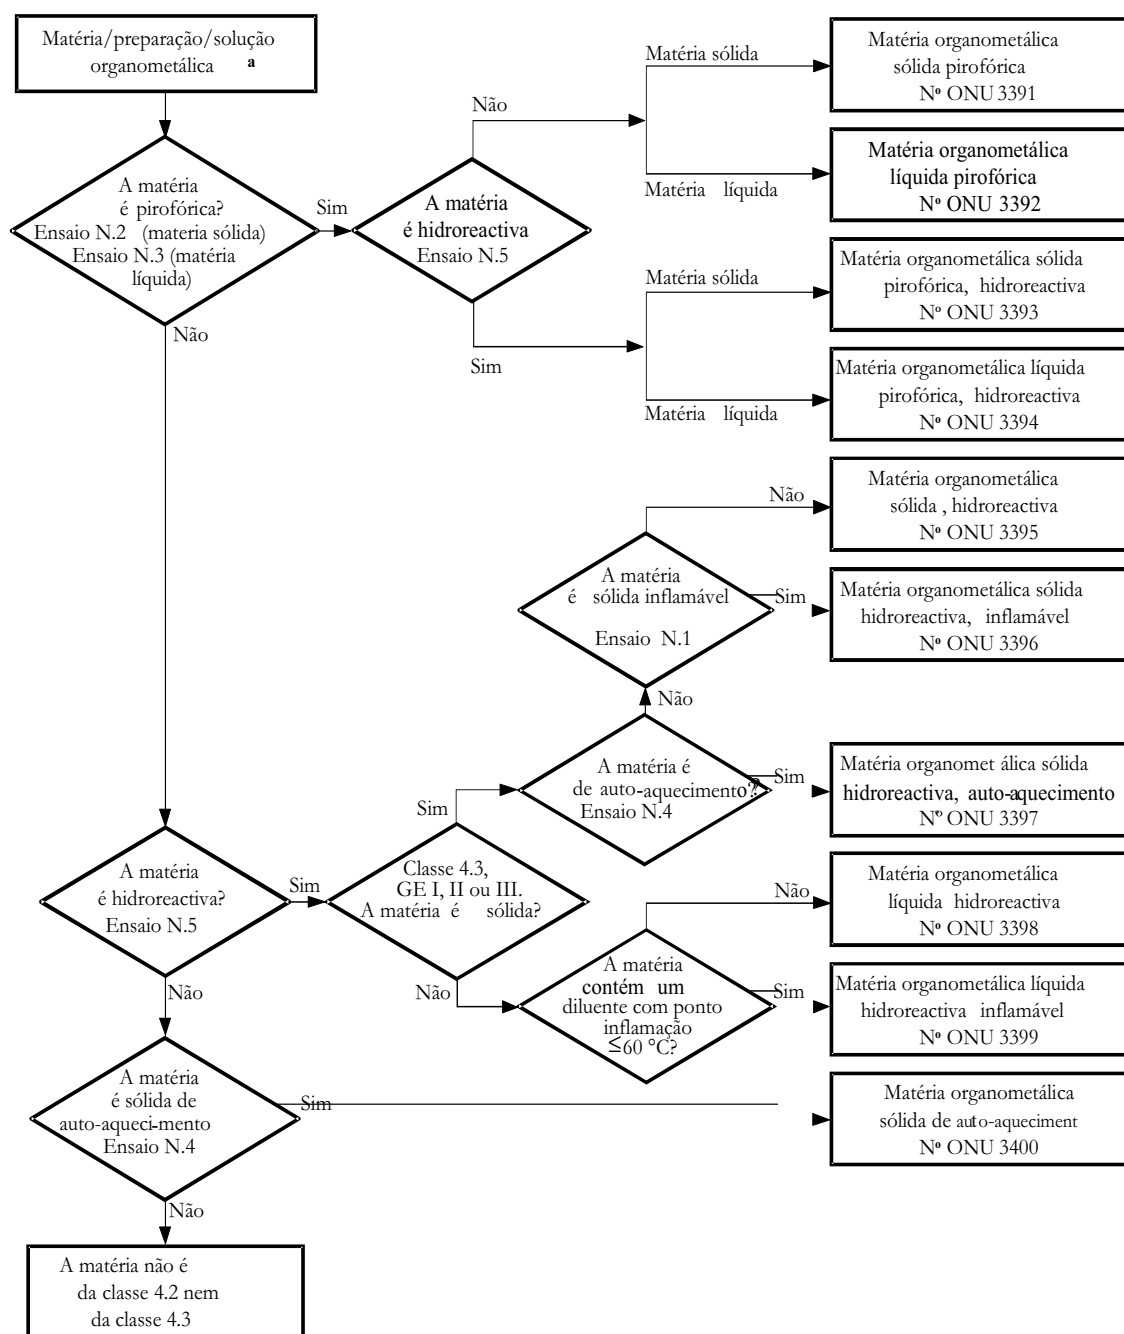 Matéria/preparação/solução
organometálica a
A matéria
é pirofórica?
Ensaio N.2 (materia sólida)
Ensaio N.3 (matéria
líquida)
Sim
Não
A matéria
é hidroreactiva
Ensaio N.5
Não
Sim
Matéria sólida
Matéria líquida
Matéria organometálica
sólida pirofórica
Nº ONU 3391
Matéria organometálica
líquida pirofórica
Nº ONU 3392
Matéria sólida
Matéria líquida
Matéria organometálica sólida
pirofórica, hidroreactiva
Nº ONU 3393
Matéria organometálica líquida
pirofórica, hidroreactiva
Nº ONU 3394
Não
Matéria organometálica
sólida , hidroreactiva
Nº ONU 3395
A matéria
é sólida inflamável
Ensaio N.1
Sim
Matéria organometálica sólida
hidroreactiva, inflamável
Nº ONU 3396
Não
A matéria é
de auto-aquecimento?
Ensaio N.4
Sim
Matéria organomet álica sólida
hidroreactiva, auto-aquecimento
Nº ONU 3397
A matéria
é hidroreactiva?
Ensaio N.5
Sim
Não
Classe 4.3,
GE I, II ou III.
A matéria é sólida?
Sim
Não
A matéria
contém um
diluente com ponto
inflamação
≤60 °C?
Não
Sim
Matéria organometálica
líquida hidroreactiva
Nº ONU 3398
Matéria organometálica líquida
hidroreactiva inflamável
Nº ONU 3399
A matéria
é sólida de
auto-aqueci-mento
Ensaio N.4
Sim
Matéria organometálica
sólida de auto-aqueciment
Nº ONU 3400
Não
A matéria não é
da classe 4.2 nem
da classe 4.3